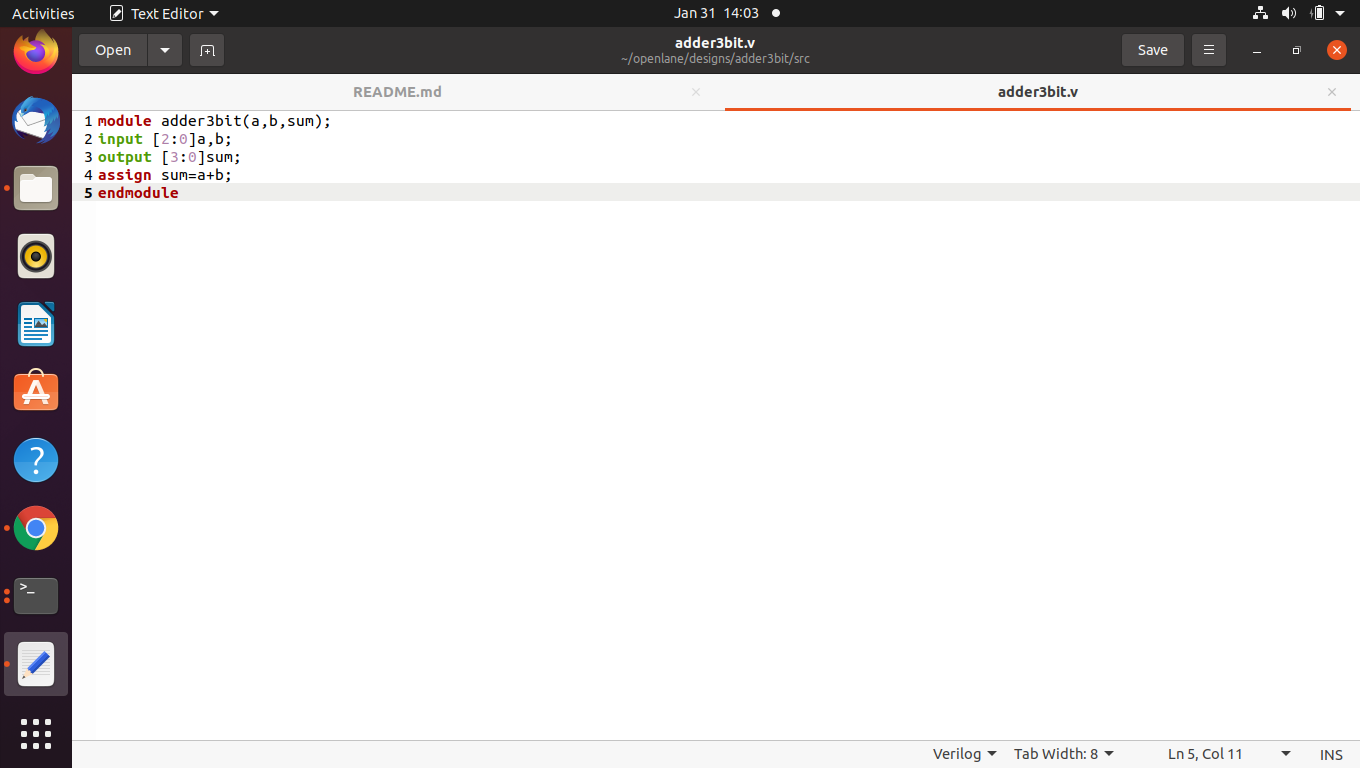 Activities Text Editor Jan 31 14:03
Open adder3bit.v Save
~/openlane/designs/adder3bit/src
README.md adder3bit.v
1 module adder3bit(a,b,sum);
2 input [2:0]a,b;
3 output [3:0]sum;
4 assign sum=a+b;
5 endmodule
Verilog Tab Width: 8 Ln 5, Col 11 INS